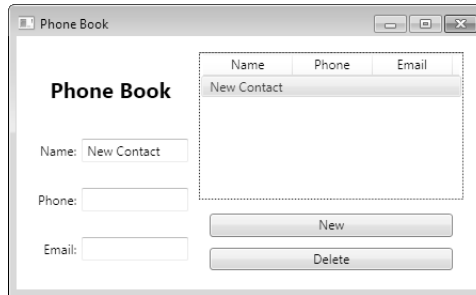 Phone Book
Phone Book
Name: New Contact
Phone:
Email:
Name Phone Email
New Contact
New
Delete